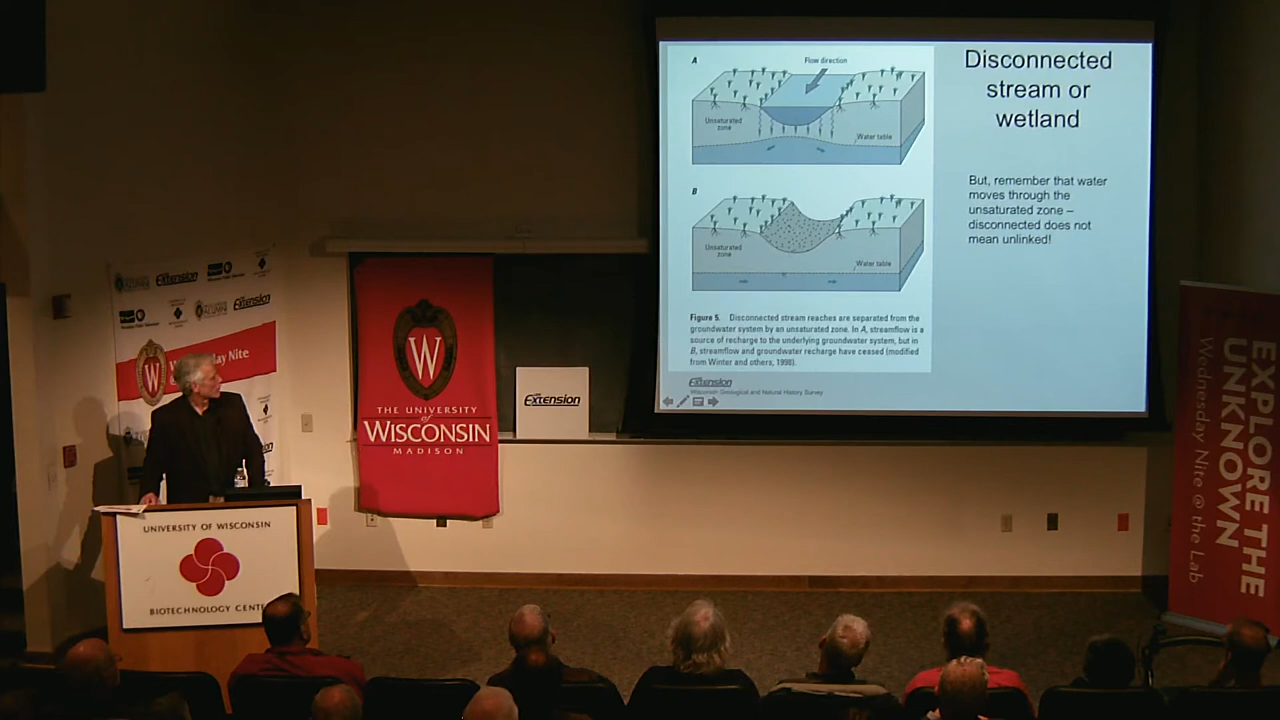 Disconnected
stream or
wetland
But, remember that water
moves through the
unsaturated zone –
disconnected does not
mean unlinked!
A
Flow direction
Unsaturated
zone
Water table
B
Unsaturated
zone
Water table
Figure 5. Disconnected stream reaches are separated from the
groundwater system by an unsaturated zone. In A, streamflow is a
source of recharge to the underlying groundwater system, but in
B, streamflow and groundwater recharge have ceased (modified
from Winter and others, 1998).
Extension
Wisconsin Geological and Natural History Survey
Extension
Extension
W
THE UNIVERSITY
of
WISCONSIN
MADISON
Extension
UNIVERSITY OF WISCONSIN
BIOTECHNOLOGY CENTE
EXPLORE THE
UNKNOWN
Wednesday Nite @ the Lab